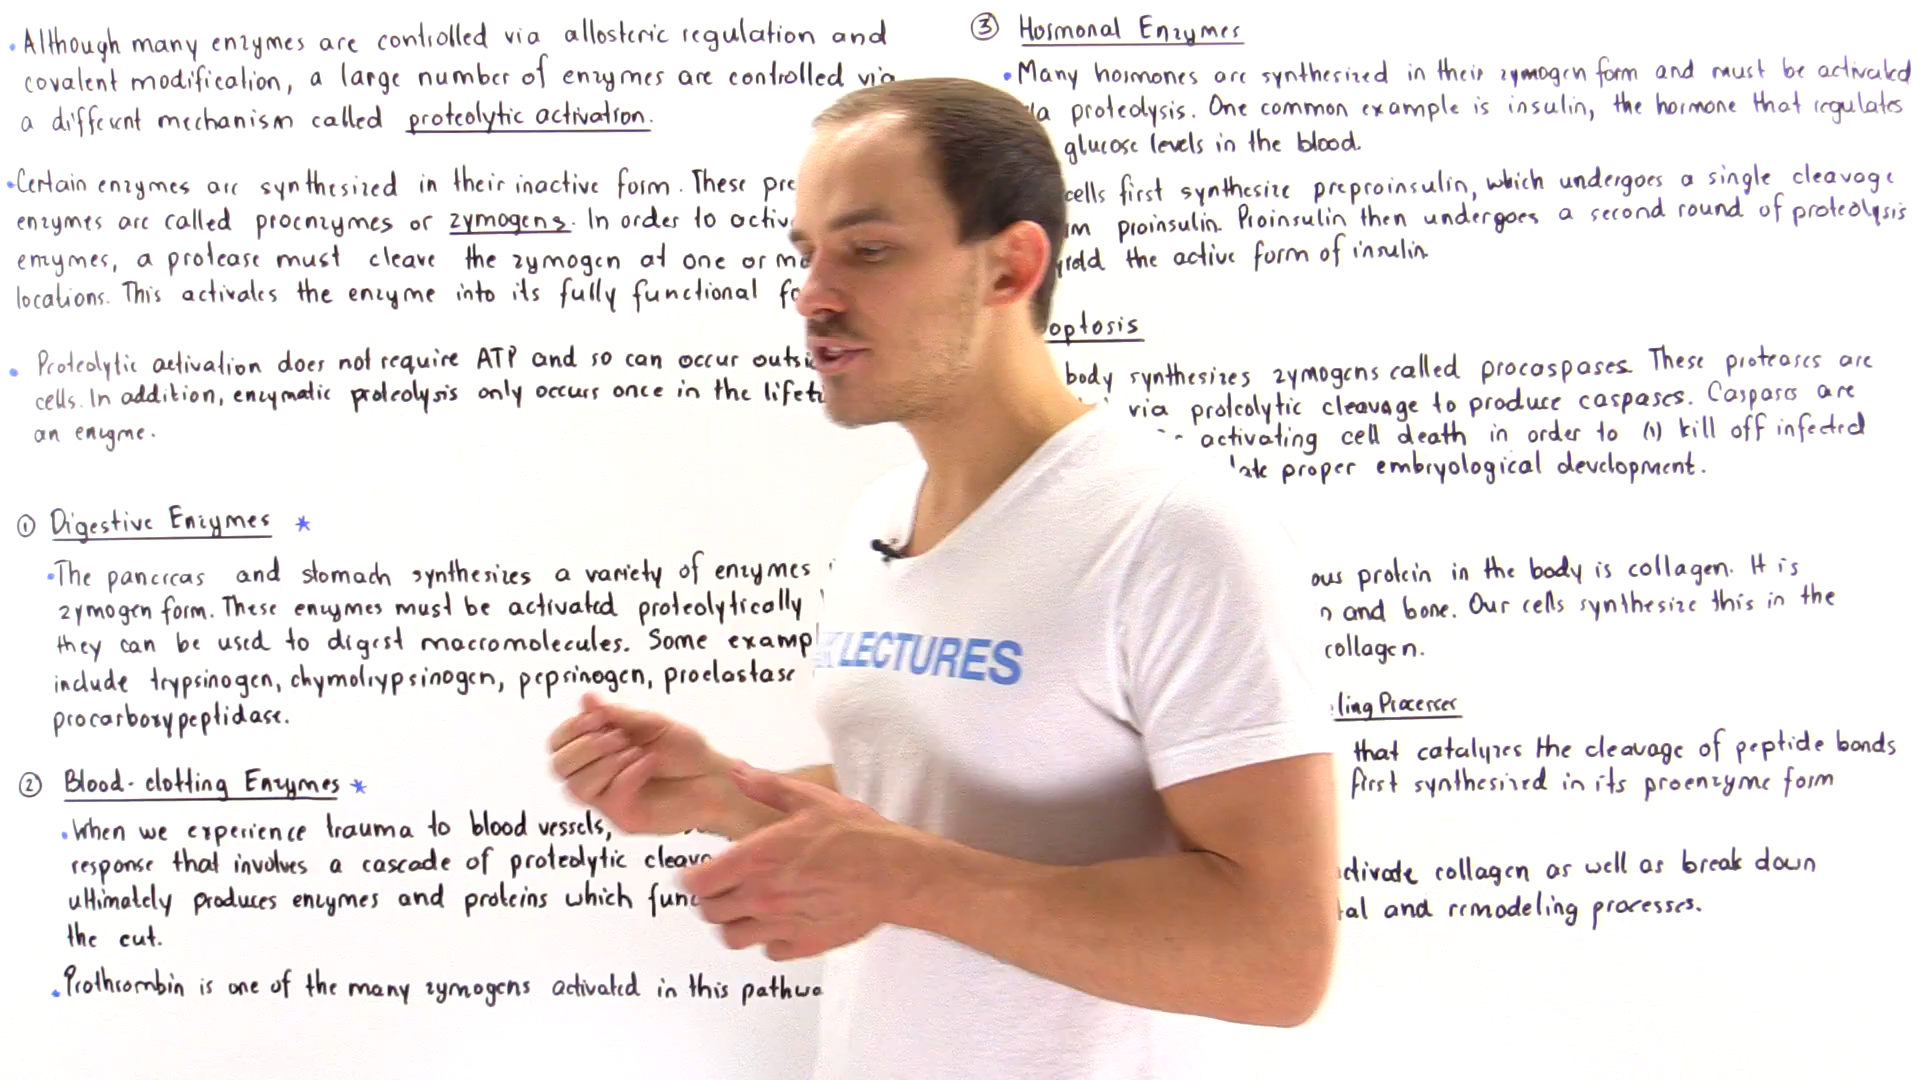 • Although many enzymes are controlled via allosteric regulation and
covalent modification, a large number of enzymes are controlled via
a different mechanism called proteolytic activation.
• Certain enzymes are synthesized in their inactive form. These
enzymes are called proenzymes or zymogens. In order to
enzymes, a protease must cleave the zymogen at one or
locations. This activates the enzyme into its fully functional
• Proteolytic activation does not require ATP and so can occur
cells. In addition, enzymatic proteolysis only occurs once in the
an enzyme.
① Digestive Enzymes *
• The pancreas and stomach synthesizes a variety of enzymes
zymogen form. These enzymes must be activated proteolytically
they can be used to digest macromolecules. Some
include trypsinogen, chymotrypsinogen, pepsinogen, proelastase
procarboxypeptidase.
② Blood-clotting Enzymes *
• When we experience trauma to blood vessels,
response that involves a cascade of proteolytic
ultimately produces enzymes and proteins which
the cut.
• Prothrombin is one of the many zymogens activated in this
③ Hormonal Enzymes
• Many hormones are synthesized in their zymogen form and must be activated
proteolysis. One common example is insulin, the hormone that regulates
glucose levels in the blood.
cells first synthesize preproinsulin, which undergoes a single cleavage
proinsulin. Proinsulin then undergoes a second round of proteolysis
the active form of insulin.
optosis
body synthesizes zymogens called procaspases. These proteases are
via proteolytic cleavage to produce caspases. Caspases are
activating cell death in order to (1) kill off infected
proper embryological development.
ous protein in the body is collagen. It is
and bone. Our cells synthesize this in the
collagen.
ling Processes
that catalyzes the cleavage of peptide bonds
first synthesized in its proenzyme form
collagen as well as break down
and remodeling processes.
LECTURES